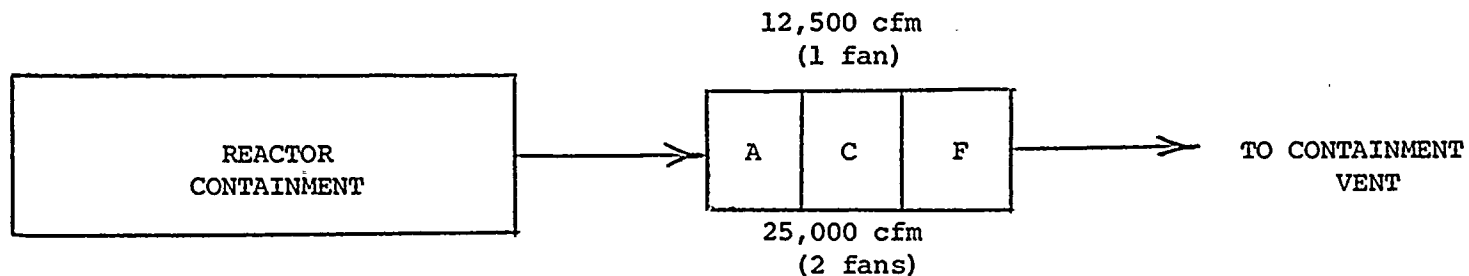 12,500 cfm
(1 fan)
REACTOR
CONTAINMENT
A C F
TO CONTAINMENT
VENT
25,000 cfm
(2 fans)